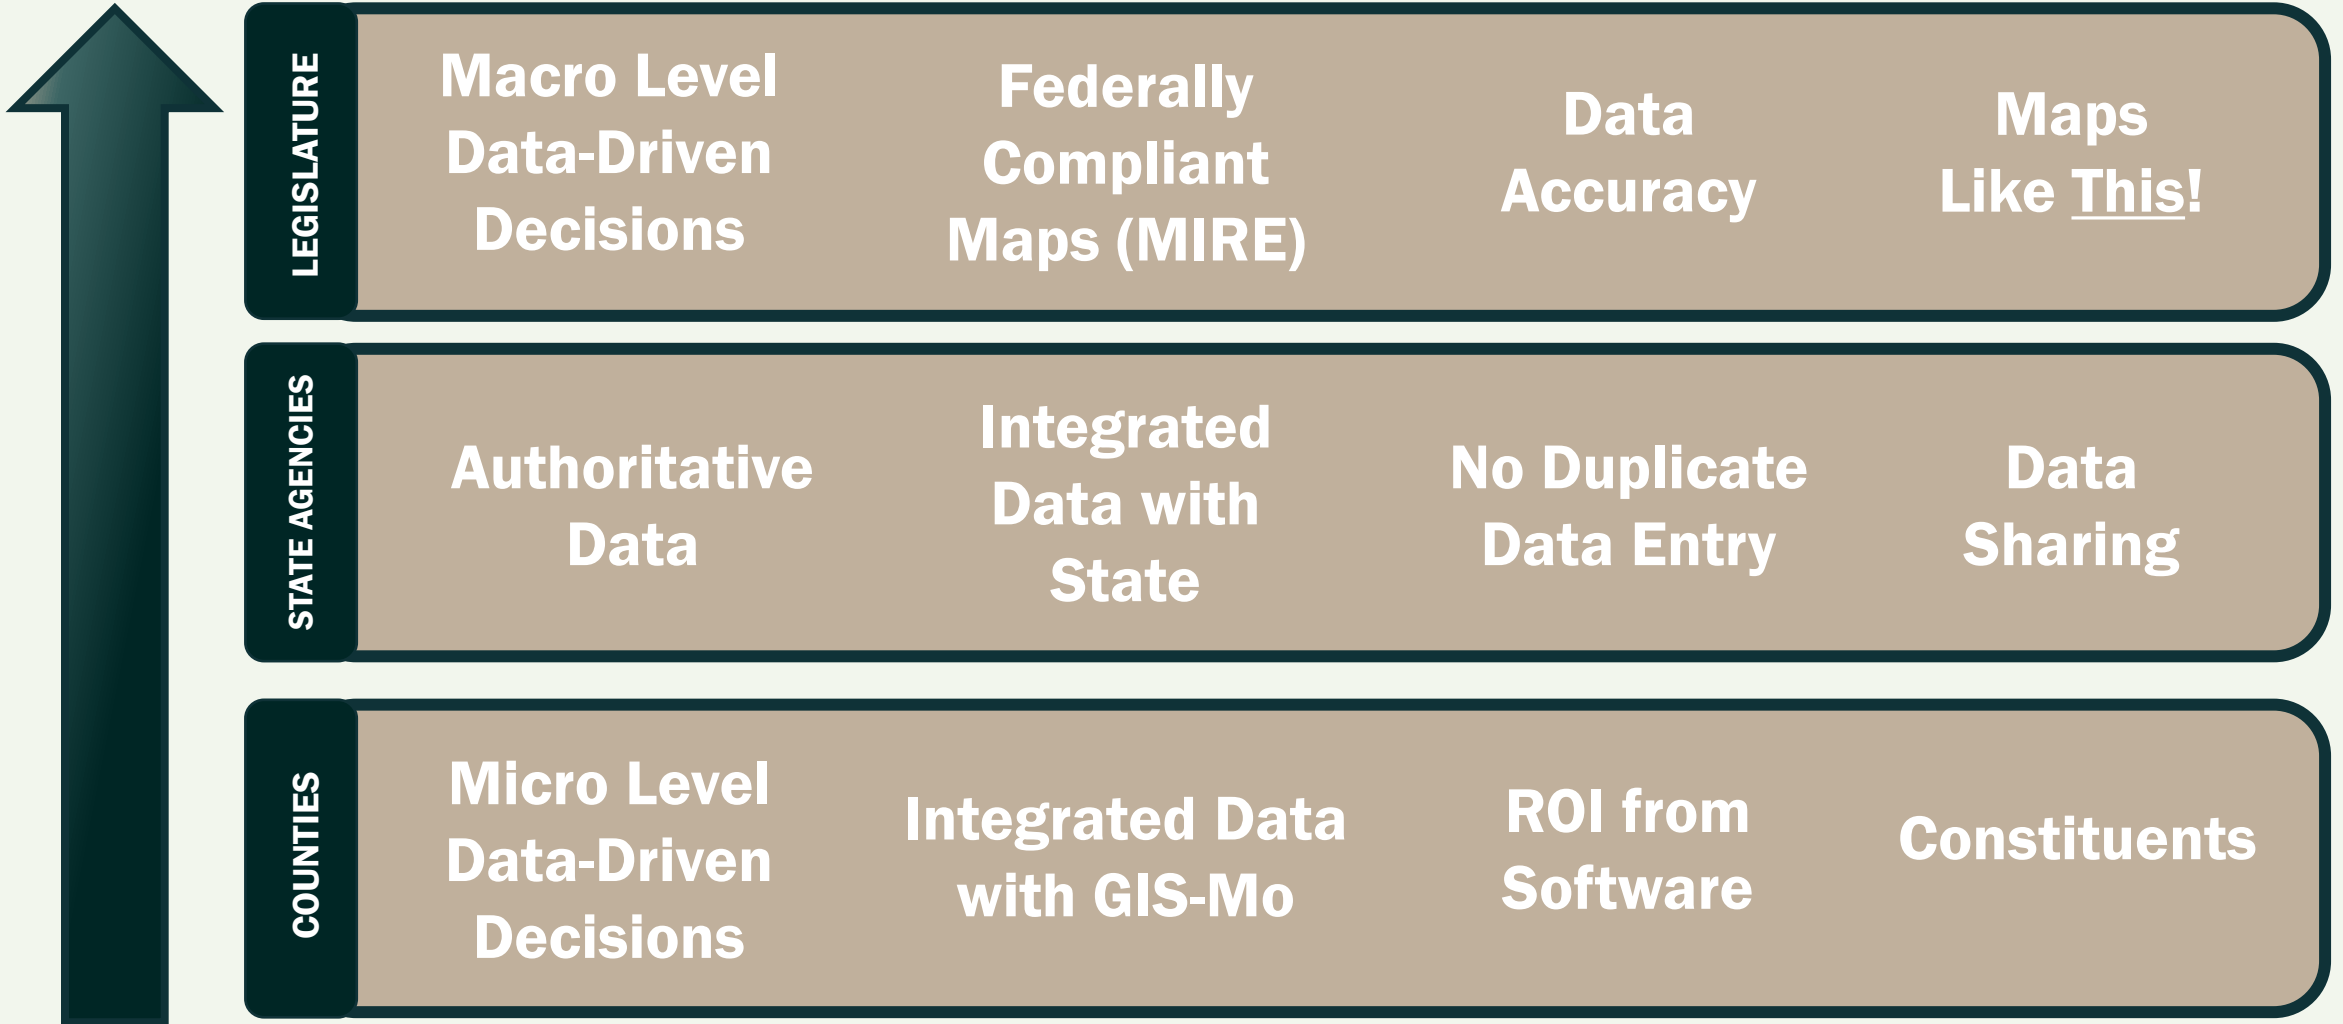 LEGISLATURE
Macro Level
Data-Driven
Decisions
Federally
Compliant
Maps (MIRE)
Data
Accuracy
Maps
Like This!
STATE AGENCIES
Authoritative
Data
Integrated
Data with
State
No Duplicate
Data Entry
Data
Sharing
COUNTIES
Micro Level
Data-Driven
Decisions
Integrated Data
with GIS-Mo
ROI from
Software
Constituents